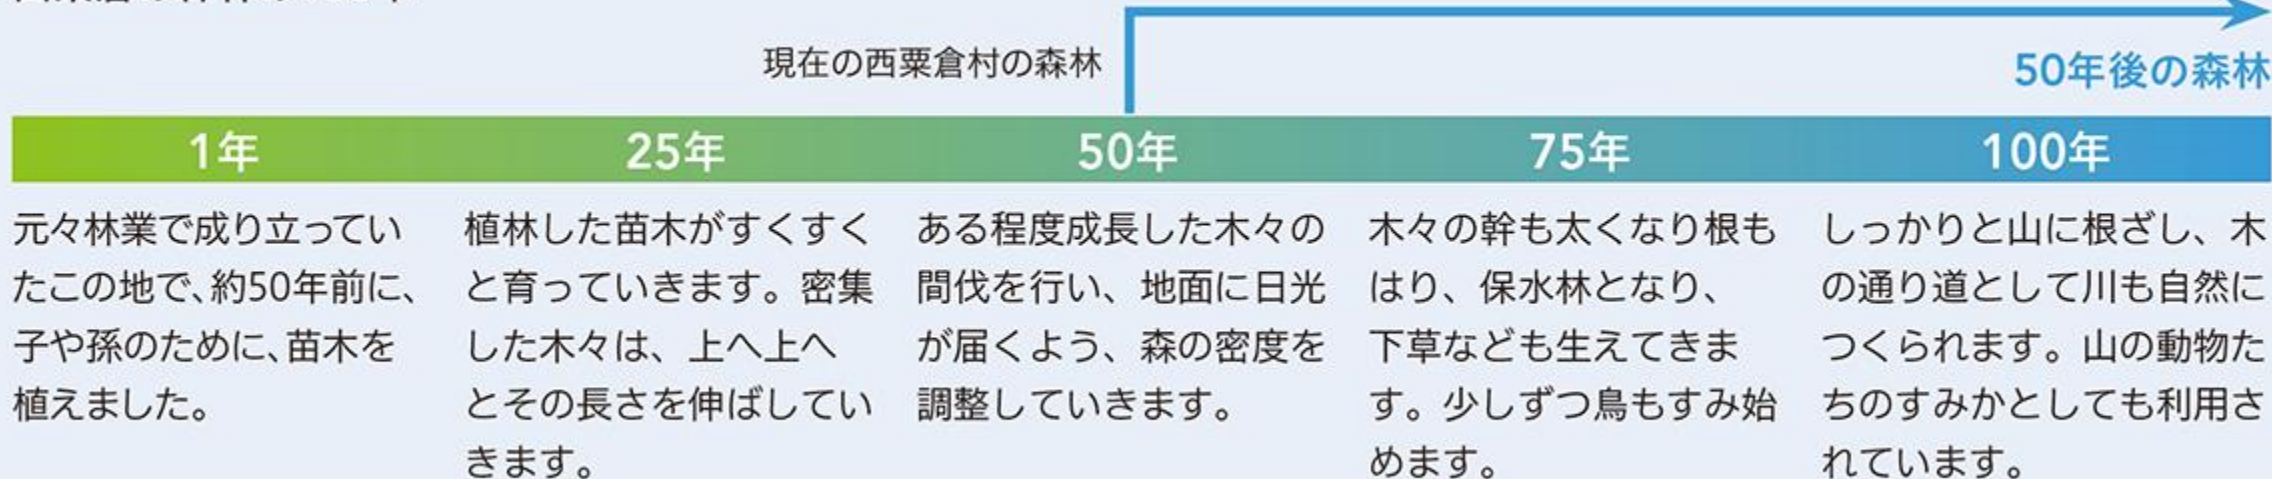 現在の西粟倉村の森林
50年後の森林
1年
25年
50年
75年
100年
元々林業で成り立ってい
たこの地で、約50年前に、
子や孫のために、苗木を
植えました。
植林した苗木がすくすく
と育っていきます。密集
した木々は、上へ上へ
とその長さを伸ばしてい
きます。
ある程度成長した木々の
間伐を行い、地面に日光
が届くよう、森の密度を
調整していきます。
木々の幹も太くなり根も
はり、保水林となり、
下草なども生えてきま
す。少しずつ鳥もすみ始
めます。
しっかりと山に根ざし、木
の通り道として川も自然に
つくられます。山の動物た
ちのすみかとしても利用さ
れています。